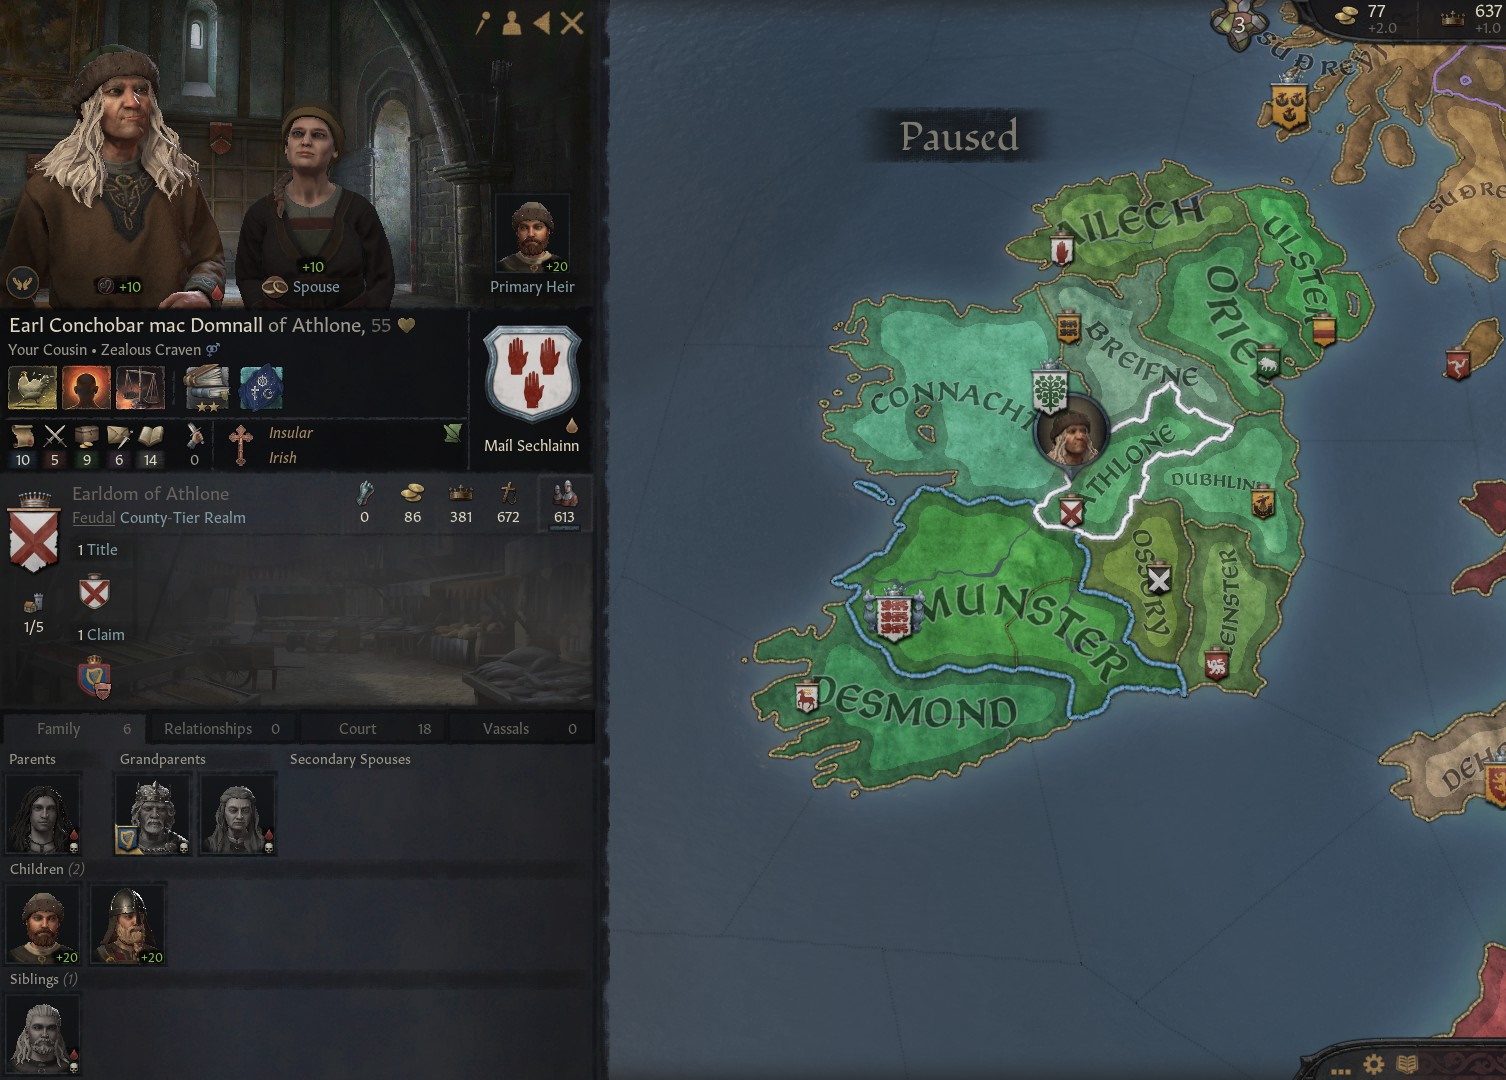 3
77
+2.0
637
+1.0
Paused
+10
+10
Spouse
+20
Primary Heir
Earl Conchobar mac Domnall of Athlone, 55
Your Cousin • Zealous Craven
Insular
Irish
10 5 9 6 14 0
Maíl Sechlainn
Earldom of Athlone
Feudal County-Tier Realm
0 86 381 672 613
1 Title
1/5
1 Claim
Family 6
Relationships 0
Court 18
Vassals 0
Parents
Grandparents
Secondary Spouses
Children (2)
+20
+20
Siblings (1)
SUÐREYJ
SUÐRE
AILECH
ULSTER
ORIEL
BREIFNE
CONNACHT
ATHLONE
DUBHLIN
OSSORY
LEINSTER
MUNSTER
DESMOND
DEH
...